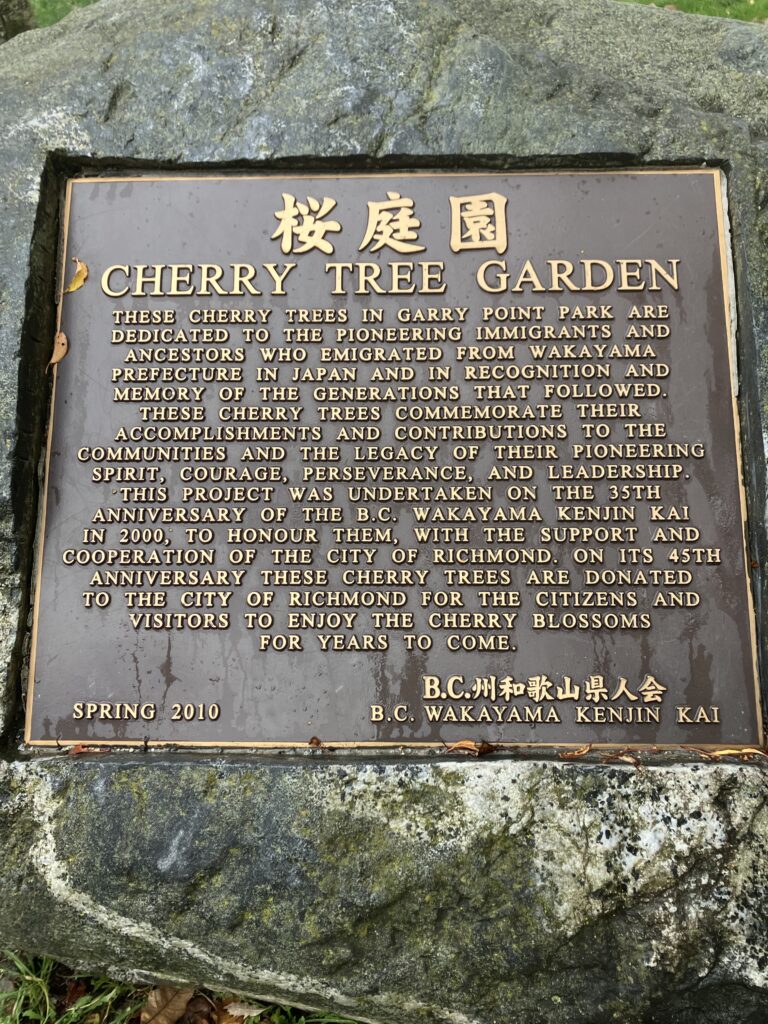 桜庭園
CHERRY TREE GARDEN
THESE CHERRY TREES IN GARRY POINT PARK ARE
DEDICATED TO THE PIONEERING IMMIGRANTS AND
ANCESTORS WHO EMIGRATED FROM WAKAYAMA
PREFECTURE IN JAPAN AND IN RECOGNITION AND
MEMORY OF THE GENERATIONS THAT FOLLOWED.
THESE CHERRY TREES COMMEMORATE THEIR
ACCOMPLISHMENTS AND CONTRIBUTIONS TO THE
COMMUNITIES AND THE LEGACY OF THEIR PIONEERING
SPIRIT, COURAGE, PERSEVERANCE, AND LEADERSHIP.
THIS PROJECT WAS UNDERTAKEN ON THE 35TH
ANNIVERSARY OF THE B.C. WAKAYAMA KENJIN KAI
IN 2000, TO HONOUR THEM, WITH THE SUPPORT AND
COOPERATION OF THE CITY OF RICHMOND. ON ITS 45TH
ANNIVERSARY THESE CHERRY TREES ARE DONATED
TO THE CITY OF RICHMOND FOR THE CITIZENS AND
VISITORS TO ENJOY THE CHERRY BLOSSOMS
FOR YEARS TO COME.
B.C.州和歌山県人会
SPRING 2010 B.C. WAKAYAMA KENJIN KAI